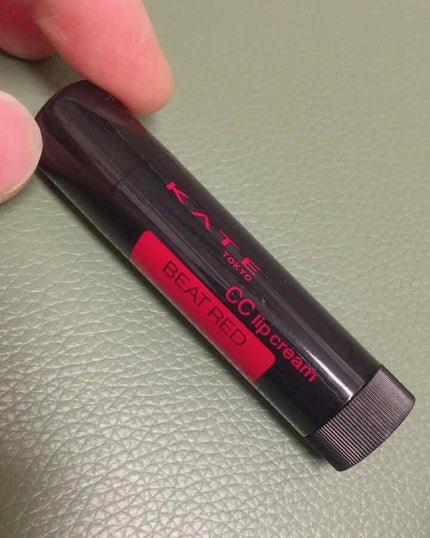 KATE
TOKYO
CC lip cream
BEAT RED